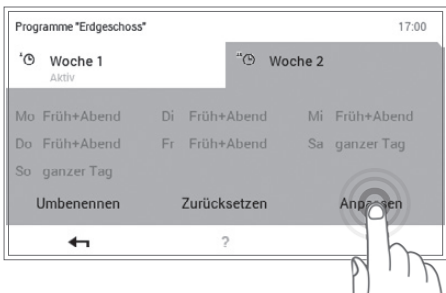 Programme "Erdgeschoss" 17:00
Woche 1 Woche 2
Aktiv
Mo Früh+Abend Di Früh+Abend Mi Früh+Abend
Do Früh+Abend Fr Früh+Abend Sa ganzer Tag
So ganzer Tag
Umbenennen Zurücksetzen Anpassen
?